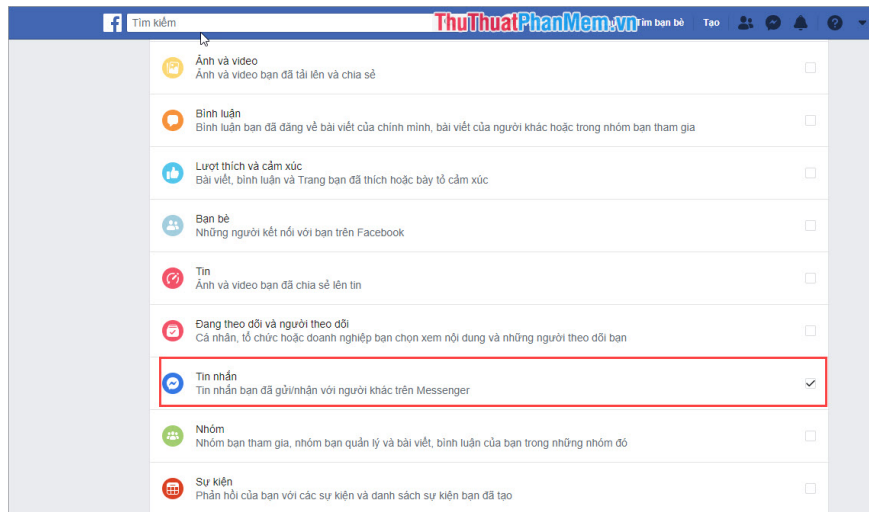 f
Tìm kiếm
ThuThuatPhanMem.vn
Tìm bạn bè
Tạo
Ảnh và video
Ảnh và video bạn đã tải lên và chia sẻ
Bình luận
Bình luận bạn đã đăng về bài viết của chính mình, bài viết của người khác hoặc trong nhóm bạn tham gia
Lượt thích và cảm xúc
Bài viết, bình luận và Trang bạn đã thích hoặc bày tỏ cảm xúc
Bạn bè
Những người kết nối với bạn trên Facebook
Tin
Ảnh và video bạn đã chia sẻ lên tin
Đang theo dõi và người theo dõi
Cá nhân, tổ chức hoặc doanh nghiệp bạn chọn xem nội dung và những người theo dõi bạn
Tin nhắn
Tin nhắn bạn đã gửi/nhận với người khác trên Messenger
Nhóm
Nhóm bạn tham gia, nhóm bạn quản lý và bài viết, bình luận của bạn trong những nhóm đó
Sự kiện
Phản hồi của bạn với các sự kiện và danh sách sự kiện bạn đã tạo